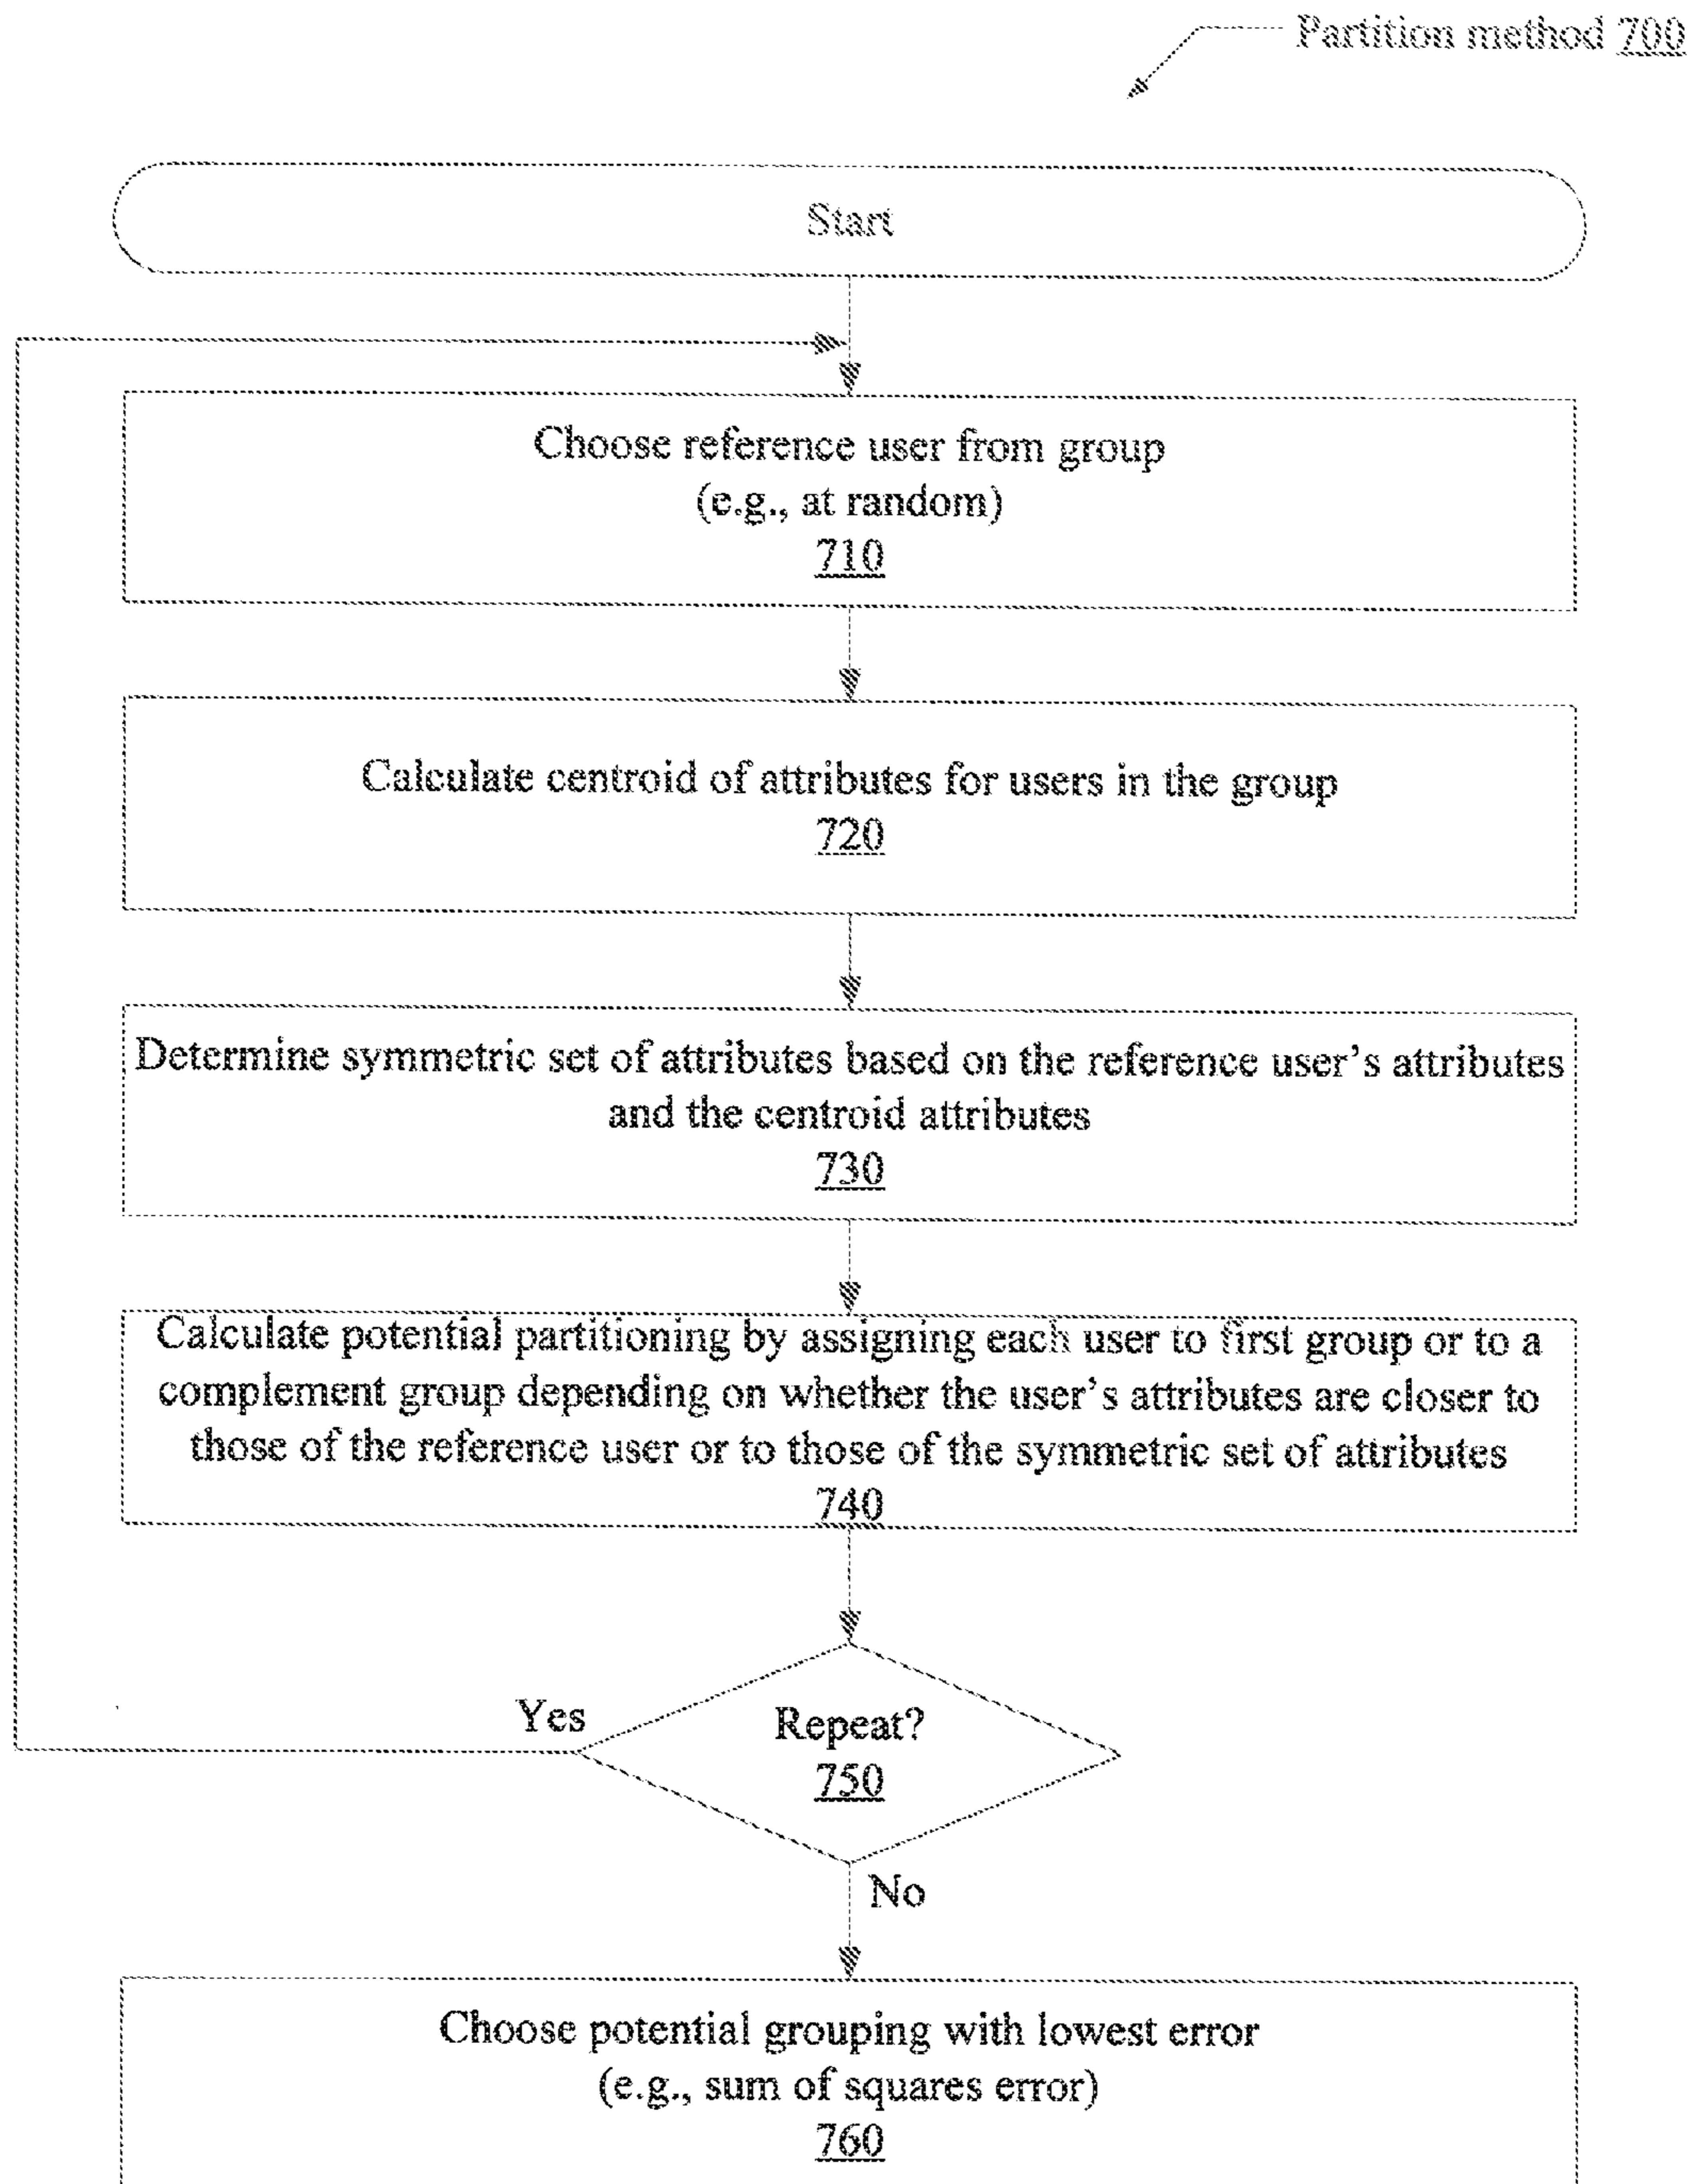 Partition method 700
Start
Choose reference user from group
(e.g., at random)
710
Calculate centroid of attributes for users in the group
720
Determine symmetric set of attributes based on the reference user's attributes
and the centroid attributes
730
Calculate potential partitioning by assigning each user to first group or to a
complement group depending on whether the user's attributes are closer to
those of the reference user or to those of the symmetric set of attributes
740
Yes
Repeat?
750
No
Choose potential grouping with lowest error
(e.g., sum of squares error)
760